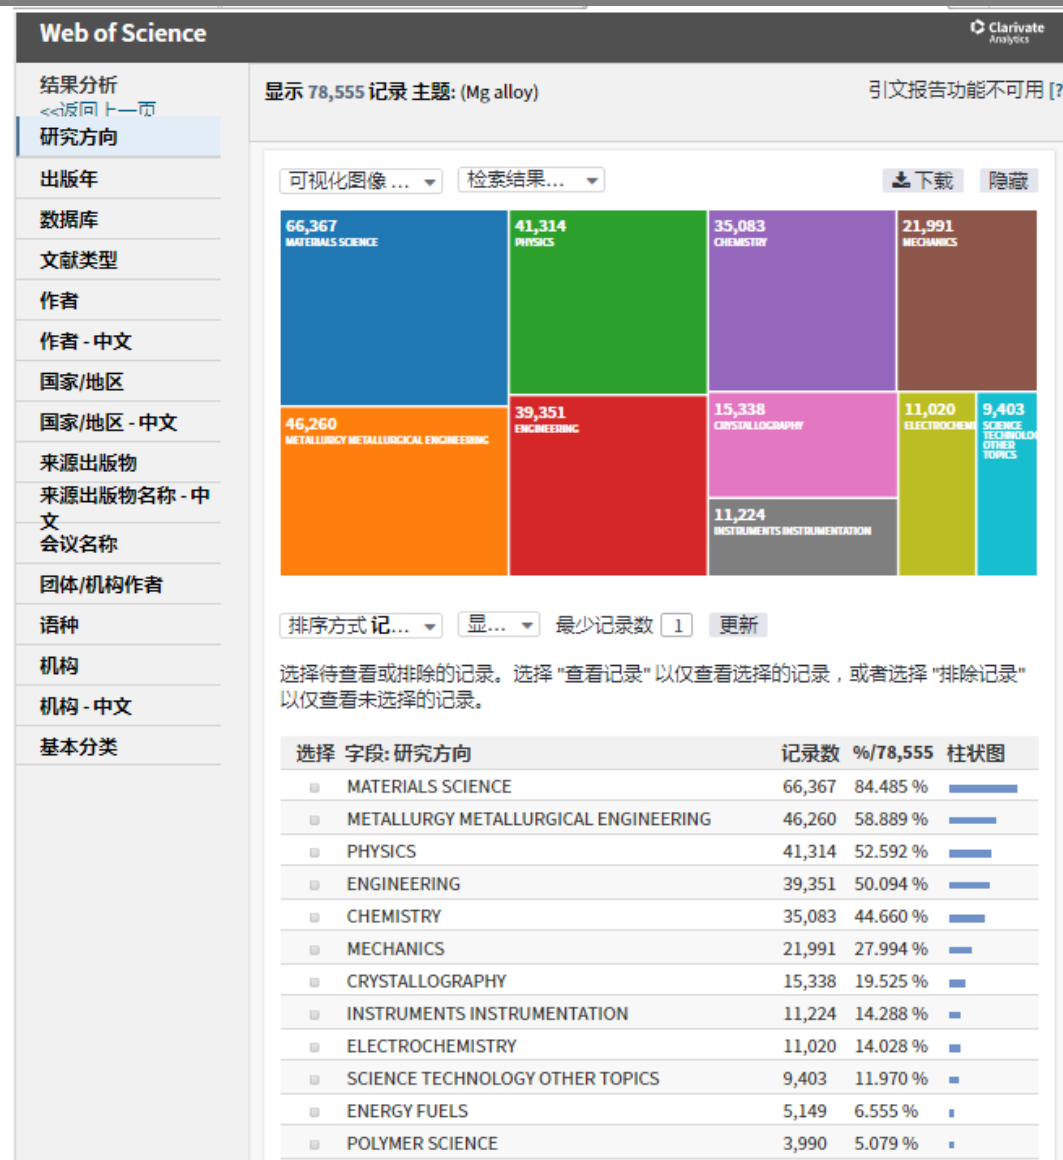 Web of Science
Clarivate
Analytics
结果分析
<<返回上一页
研究方向
出版年
数据库
文献类型
作者
作者 - 中文
国家/地区
国家/地区 - 中文
来源出版物
来源出版物名称 - 中
文
会议名称
团体/机构作者
语种
机构
机构 - 中文
基本分类
显示 78,555 记录 主题: (Mg alloy)
引文报告功能不可用 [?
可视化图像 ...
检索结果...
下载
隐藏
66,367
MATERIALS SCIENCE
41,314
PHYSICS
35,083
CHEMISTRY
21,991
MECHANICS
46,260
METALLURGY METALLURGICAL ENGINEERING
39,351
ENGINEERING
15,338
CRYSTALLOGRAPHY
11,224
INSTRUMENTS INSTRUMENTATION
11,020
ELECTROCHEMI
9,403
SCIENCE
TECHNOLO
OTHER
TOPICS
排序方式 记...
显...
最少记录数 1
更新
选择待查看或排除的记录。选择 "查看记录" 以仅查看选择的记录，或者选择 "排除记录"
以仅查看未选择的记录。
选择 字段: 研究方向 记录数 %/78,555 柱状图
MATERIALS SCIENCE 66,367 84.485 %
METALLURGY METALLURGICAL ENGINEERING 46,260 58.889 %
PHYSICS 41,314 52.592 %
ENGINEERING 39,351 50.094 %
CHEMISTRY 35,083 44.660 %
MECHANICS 21,991 27.994 %
CRYSTALLOGRAPHY 15,338 19.525 %
INSTRUMENTS INSTRUMENTATION 11,224 14.288 %
ELECTROCHEMISTRY 11,020 14.028 %
SCIENCE TECHNOLOGY OTHER TOPICS 9,403 11.970 %
ENERGY FUELS 5,149 6.555 %
POLYMER SCIENCE 3,990 5.079 %